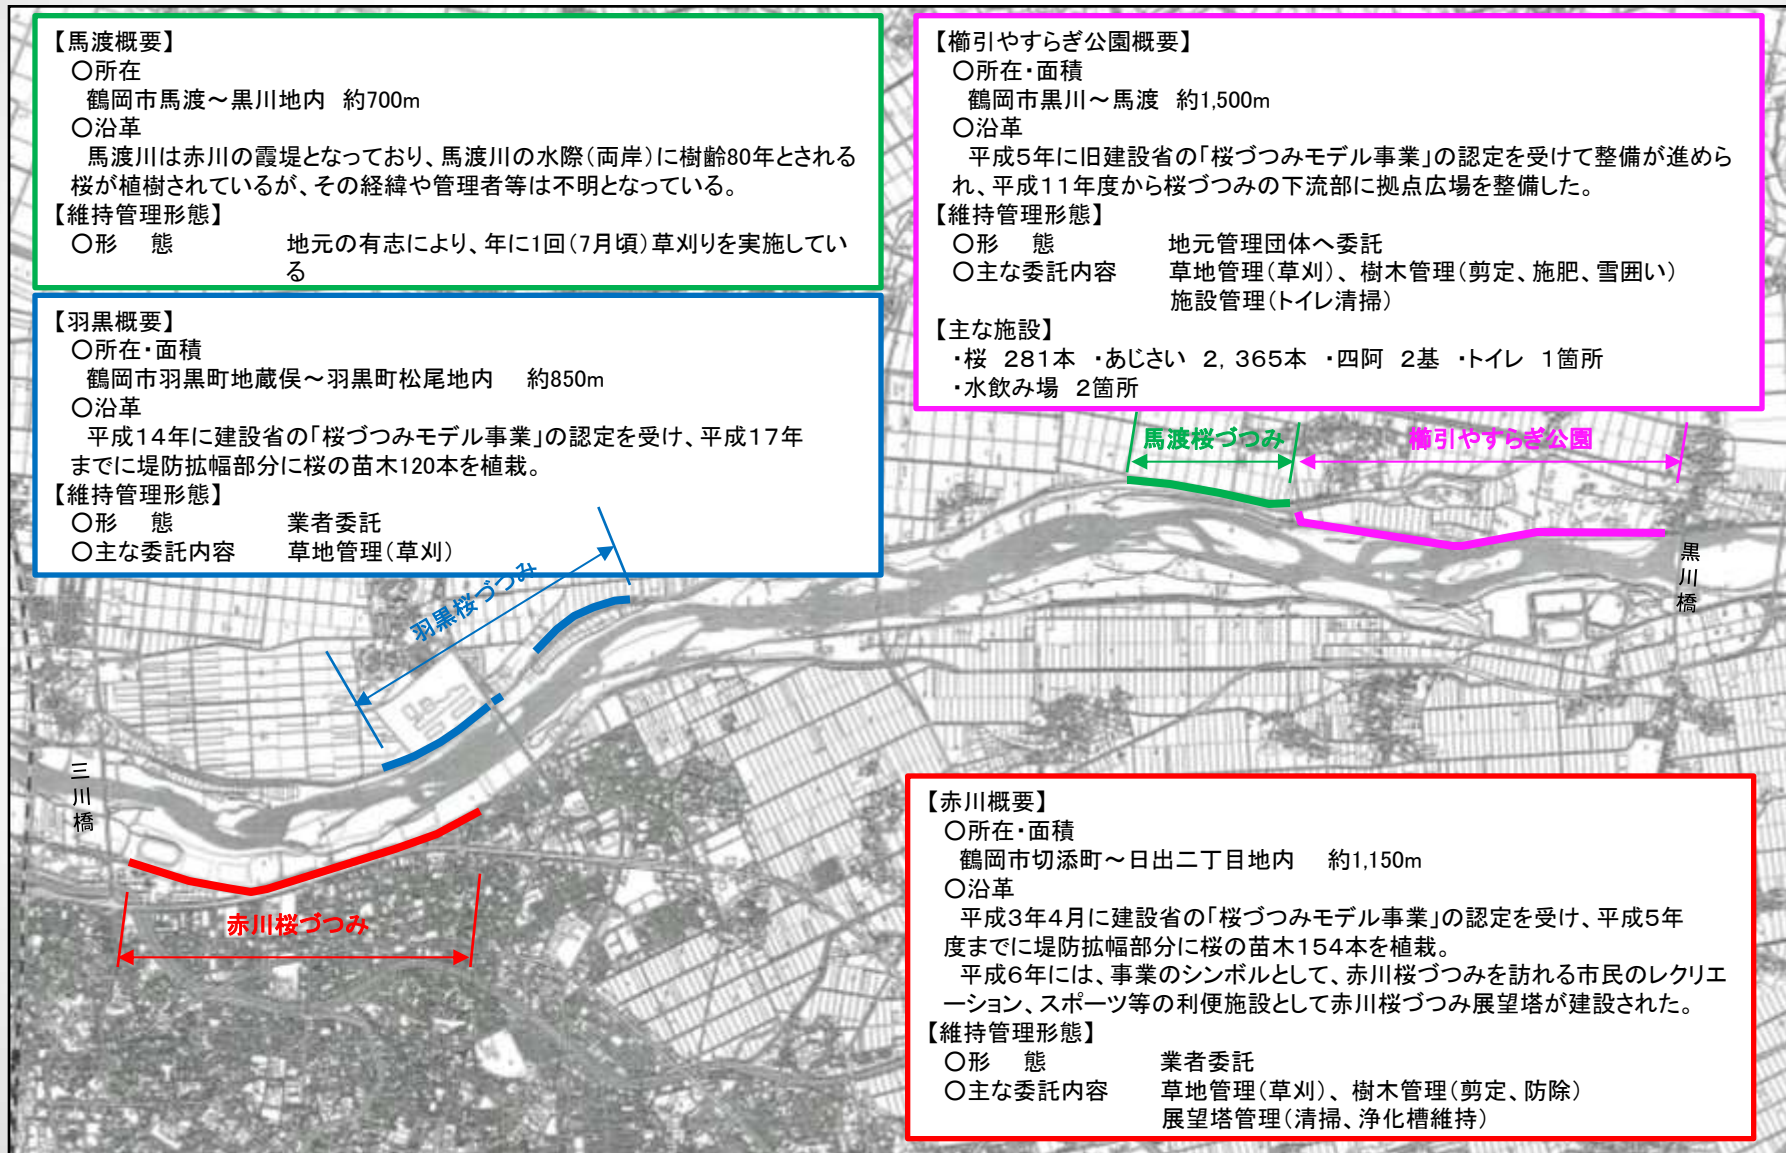 【馬渡概要】
〇所在
鶴岡市馬渡～黒川地内 約700m
〇沿革
馬渡川は赤川の霞堤となっており、馬渡川の水際（両岸）に樹齢80年とされる
桜が植樹されているが、その経緯や管理者等は不明となっている。
【維持管理形態】
〇形 態 地元の有志により、年に1回（7月頃）草刈りを実施してい
る
【羽黒概要】
〇所在・面積
鶴岡市羽黒町地蔵俣～羽黒町松尾地内 約850m
〇沿革
平成14年に建設省の「桜づつみモデル事業」の認定を受け、平成17年
までに堤防拡幅部分に桜の苗木120本を植栽。
【維持管理形態】
〇形 態 業者委託
〇主な委託内容 草地管理（草刈）
【櫛引やすらぎ公園概要】
〇所在・面積
鶴岡市黒川～馬渡 約1,500m
〇沿革
平成5年に旧建設省の「桜づつみモデル事業」の認定を受けて整備が進めら
れ、平成11年度から桜づつみの下流部に拠点広場を整備した。
【維持管理形態】
〇形 態 地元管理団体へ委託
〇主な委託内容 草地管理（草刈）、樹木管理（剪定、施肥、雪囲い）
施設管理（トイレ清掃）
【主な施設】
・桜 281本 ・あじさい 2,365本 ・四阿 2基 ・トイレ 1箇所
・水飲み場 2箇所
馬渡桜づつみ
櫛引やすらぎ公園
黒川橋
羽黒桜づつみ
三川橋
赤川桜づつみ
【赤川概要】
〇所在・面積
鶴岡市切添町～日出二丁目地内 約1,150m
〇沿革
平成3年4月に建設省の「桜づつみモデル事業」の認定を受け、平成5年
度までに堤防拡幅部分に桜の苗木154本を植栽。
平成6年には、事業のシンボルとして、赤川桜づつみを訪れる市民のレクリエ
ーション、スポーツ等の利便施設として赤川桜づつみ展望塔が建設された。
【維持管理形態】
〇形 態 業者委託
〇主な委託内容 草地管理（草刈）、樹木管理（剪定、防除）
展望塔管理（清掃、浄化槽維持）